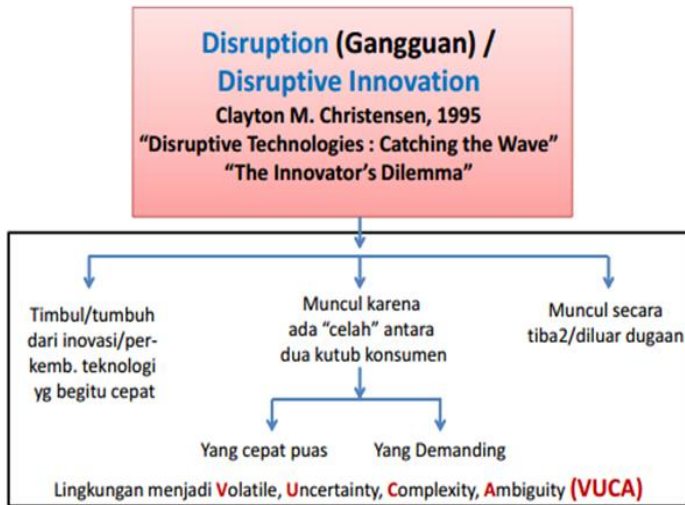 Disruption (Gangguan) /
Disruptive Innovation
Clayton M. Christensen, 1995
“Disruptive Technologies : Catching the Wave”
“The Innovator’s Dilemma”
Timbul/tumbuh
dari inovasi/per-
kemb. teknologi
yg begitu cepat
Muncul karena
ada “celah” antara
dua kutub konsumen
Muncul secara
tiba2/diluar dugaan
Yang cepat puas
Yang Demanding
Lingkungan menjadi Volatile, Uncertainty, Complexity, Ambiguity (VUCA)